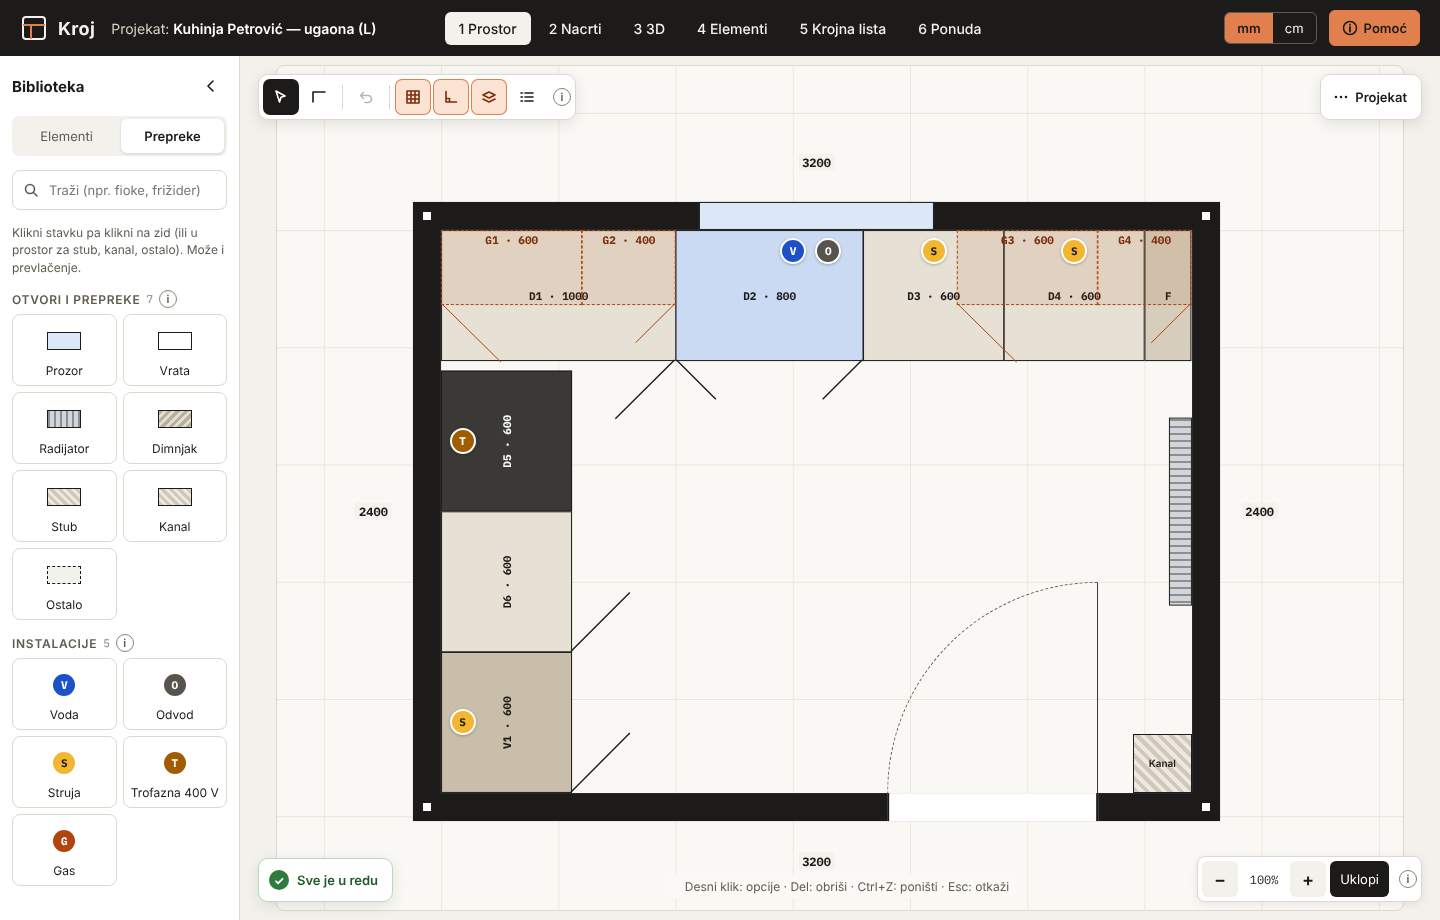 Kroj
Projekat: Kuhinja Petrović — ugaona (L)
1 Prostor
2 Nacrti
3 3D
4 Elementi
5 Krojna lista
6 Ponuda
mm
cm
Pomoć
Biblioteka
Elementi
Prepreke
Traži (npr. fioke, frižider)
Klikni stavku pa klikni na zid (ili u
prostor za stub, kanal, ostalo). Može i
prevlačenje.
OTVORI I PREPREKE 7
Prozor
Vrata
Radijator
Dimnjak
Stub
Kanal
Ostalo
INSTALACIJE 5
V
Voda
O
Odvod
S
Struja
T
Trofazna 400 V
G
Gas
Projekat
3200
G1 · 600
G2 · 400
V
O
S
G3 · 600
S
G4 · 400
D1 · 1000
D2 · 800
D3 · 600
D4 · 600
F
T
D5 · 600
2400
2400
D6 · 600
S
V1 · 600
Kanal
3200
Sve je u redu
Desni klik: opcije · Del: obriši · Ctrl+Z: poništi · Esc: otkaži
− 100% +
Uklopi